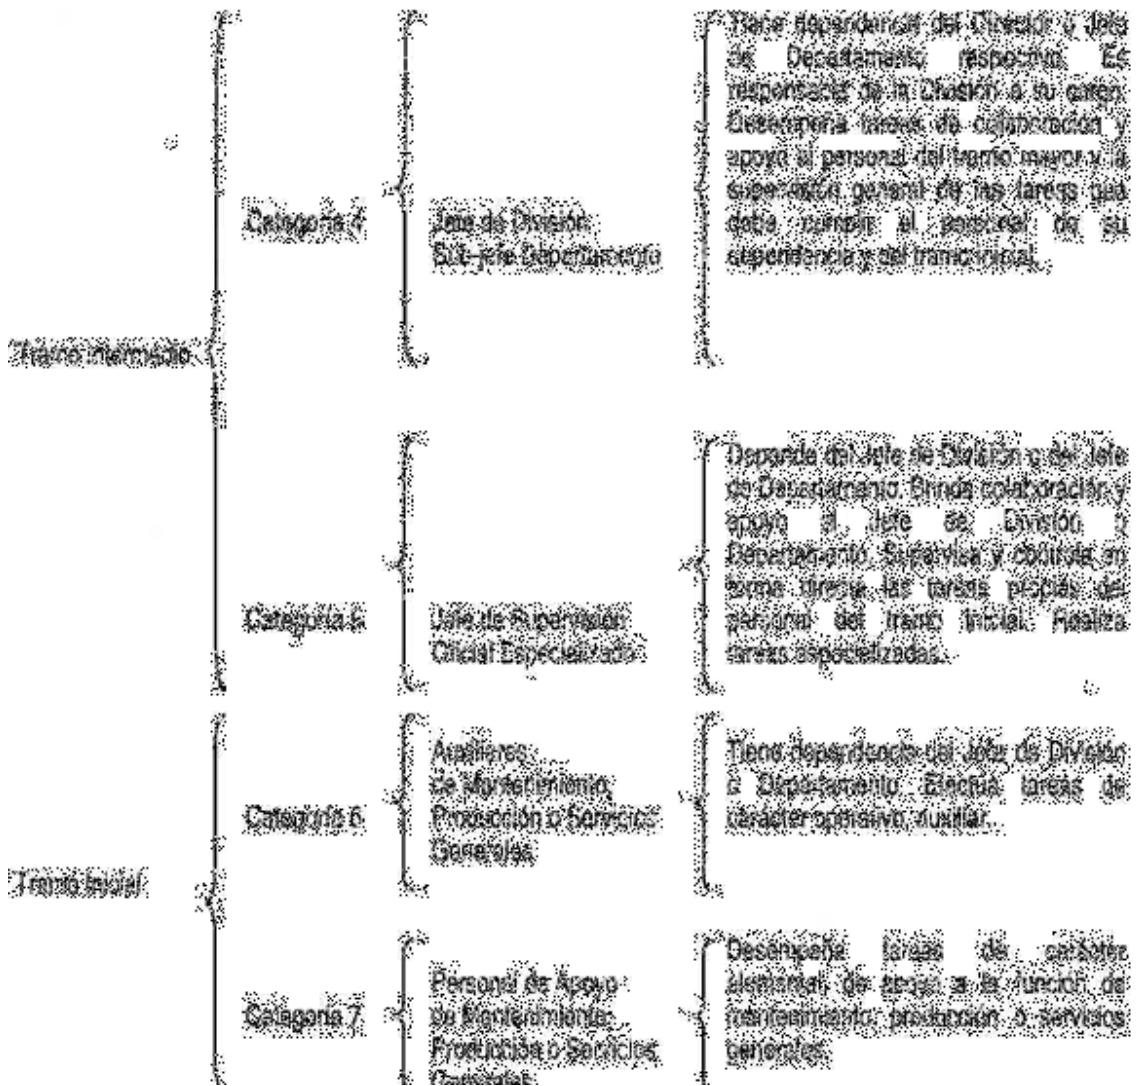 Tramo intermedio
Categoría 4
Jefe de División
Sub-jefe Departamento
Tiene dependencia del Director o Jefe
de Departamento respectivo. Es
responsable de la División a su cargo.
Desempeña tareas de colaboración y
apoyo al personal del tramo mayor y la
supervisión general de las tareas que
debe cumplir el personal de su
dependencia y del tramo inicial.
Categoría 5
Jefe de Supervisión
Oficial Especializado
Depende del Jefe de División o del Jefe
de Departamento. Brinda colaboración y
apoyo al Jefe de División o
Departamento. Supervisa y controla en
forma directa las tareas propias del
personal del tramo inicial. Realiza
tareas especializadas.
Tramo Inicial
Categoría 6
Auxiliares
de Mantenimiento,
Producción o Servicios
Generales
Tiene dependencia del Jefe de División
o Departamento. Efectúa tareas de
carácter operativo, auxiliar.
Categoría 7
Personal de Apoyo
de Mantenimiento,
Producción o Servicios
Generales
Desempeña tareas de carácter
elemental, de apoyo a la función de
mantenimiento, producción o servicios
generales.